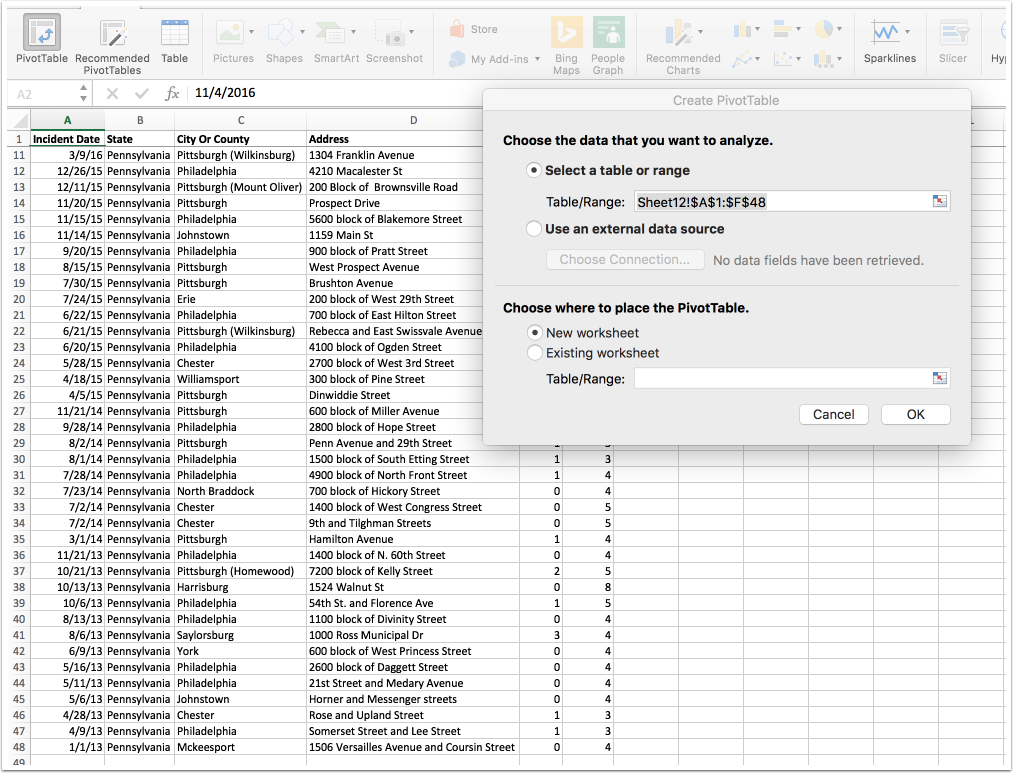 PivotTable Recommended PivotTables Table Pictures Shapes SmartArt Screenshot Store My Add-ins Bing Maps People Graph Recommended Charts Sparklines Slicer
A2 fx 11/4/2016
Create PivotTable
Choose the data that you want to analyze.
Select a table or range
Table/Range: Sheet12!$A$1:$F$48
Use an external data source
Choose Connection... No data fields have been retrieved.
Choose where to place the PivotTable.
New worksheet
Existing worksheet
Table/Range:
Cancel OK
A B C D
1 Incident Date State City Or County Address
11 3/9/16 Pennsylvania Pittsburgh (Wilkinsburg) 1304 Franklin Avenue
12 12/26/15 Pennsylvania Philadelphia 4210 Macalester St
13 12/11/15 Pennsylvania Pittsburgh (Mount Oliver) 200 Block of Brownsville Road
14 11/20/15 Pennsylvania Pittsburgh Prospect Drive
15 11/15/15 Pennsylvania Philadelphia 5600 block of Blakemore Street
16 11/14/15 Pennsylvania Johnstown 1159 Main St
17 9/20/15 Pennsylvania Philadelphia 900 block of Pratt Street
18 8/15/15 Pennsylvania Pittsburgh West Prospect Avenue
19 7/30/15 Pennsylvania Pittsburgh Brushton Avenue
20 7/24/15 Pennsylvania Erie 200 block of West 29th Street
21 6/22/15 Pennsylvania Philadelphia 700 block of East Hilton Street
22 6/21/15 Pennsylvania Pittsburgh (Wilkinsburg) Rebecca and East Swissvale Avenue
23 6/20/15 Pennsylvania Philadelphia 4100 block of Ogden Street
24 5/28/15 Pennsylvania Chester 2700 block of West 3rd Street
25 4/18/15 Pennsylvania Williamsport 300 block of Pine Street
26 4/5/15 Pennsylvania Pittsburgh Dinwiddie Street
27 11/21/14 Pennsylvania Pittsburgh 600 block of Miller Avenue
28 9/28/14 Pennsylvania Philadelphia 2800 block of Hope Street
29 8/2/14 Pennsylvania Pittsburgh Penn Avenue and 29th Street
30 8/1/14 Pennsylvania Philadelphia 1500 block of South Etting Street 1 3
31 7/28/14 Pennsylvania Philadelphia 4900 block of North Front Street 1 4
32 7/23/14 Pennsylvania North Braddock 700 block of Hickory Street 0 4
33 7/2/14 Pennsylvania Chester 1400 block of West Congress Street 0 5
34 7/2/14 Pennsylvania Chester 9th and Tilghman Streets 0 5
35 3/1/14 Pennsylvania Pittsburgh Hamilton Avenue 1 4
36 11/21/13 Pennsylvania Philadelphia 1400 block of N. 60th Street 0 4
37 10/21/13 Pennsylvania Pittsburgh (Homewood) 7200 block of Kelly Street 2 5
38 10/13/13 Pennsylvania Harrisburg 1524 Walnut St 0 8
39 10/6/13 Pennsylvania Philadelphia 54th St. and Florence Ave 1 5
40 8/13/13 Pennsylvania Philadelphia 1100 block of Divinity Street 0 4
41 8/6/13 Pennsylvania Saylorsburg 1000 Ross Municipal Dr 3 4
42 6/9/13 Pennsylvania York 600 block of West Princess Street 0 4
43 5/16/13 Pennsylvania Philadelphia 2600 block of Daggett Street 0 4
44 5/11/13 Pennsylvania Philadelphia 21st Street and Medary Avenue 0 4
45 5/6/13 Pennsylvania Johnstown Horner and Messenger streets 0 4
46 4/28/13 Pennsylvania Chester Rose and Upland Street 1 3
47 4/9/13 Pennsylvania Philadelphia Somerset Street and Lee Street 1 3
48 1/1/13 Pennsylvania Mckeesport 1506 Versailles Avenue and Coursin Street 0 4
49